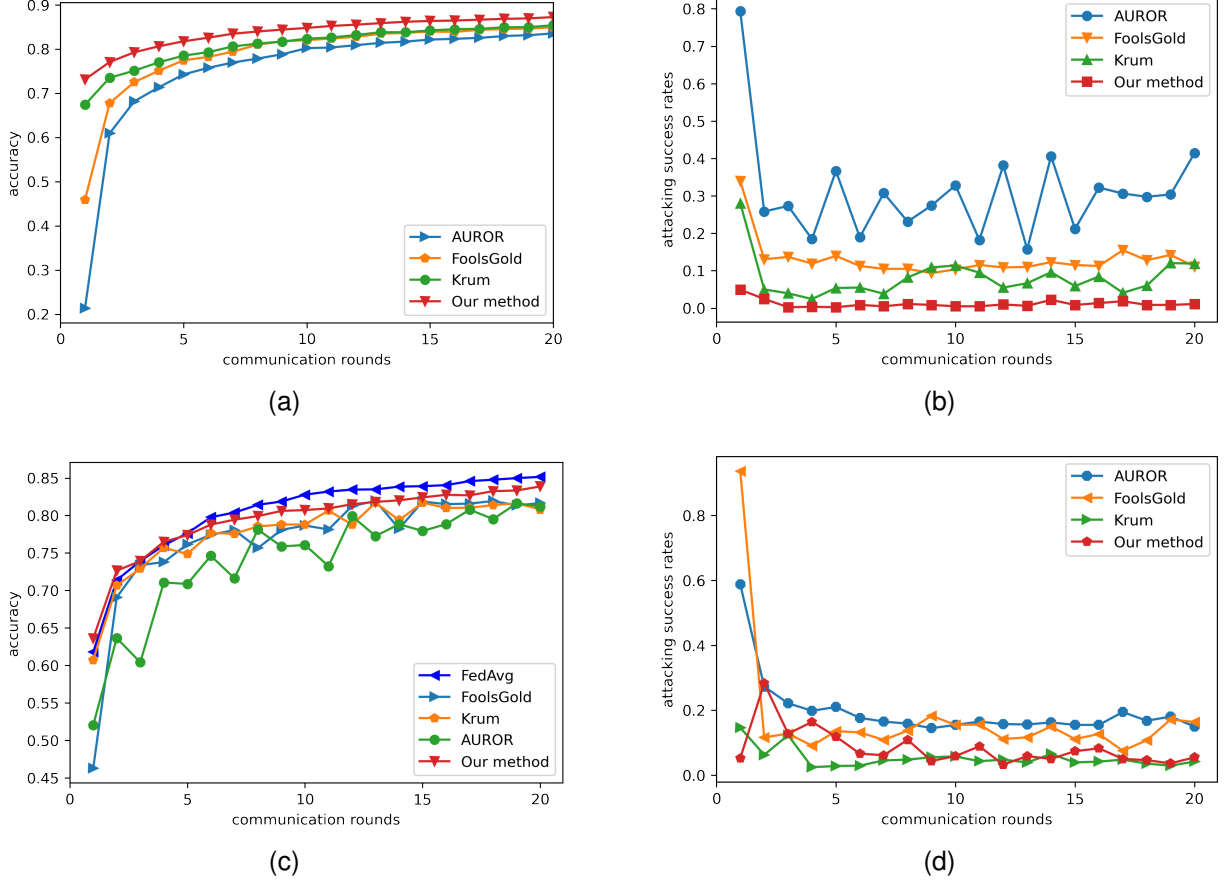 0.9
0.8
0.7
0.6
0.5
0.4
0.3
0.2
accuracy
0
5
10
15
20
communication rounds
AUROR
FoolsGold
Krum
Our method
(a)
0.8
0.7
0.6
0.5
0.4
0.3
0.2
0.1
0.0
attacking success rates
0
5
10
15
20
communication rounds
AUROR
FoolsGold
Krum
Our method
(b)
0.85
0.80
0.75
0.70
0.65
0.60
0.55
0.50
0.45
accuracy
0
5
10
15
20
communication rounds
FedAvg
FoolsGold
Krum
AUROR
Our method
(c)
0.8
0.6
0.4
0.2
0.0
attacking success rates
0
5
10
15
20
communication rounds
AUROR
FoolsGold
Krum
Our method
(d)